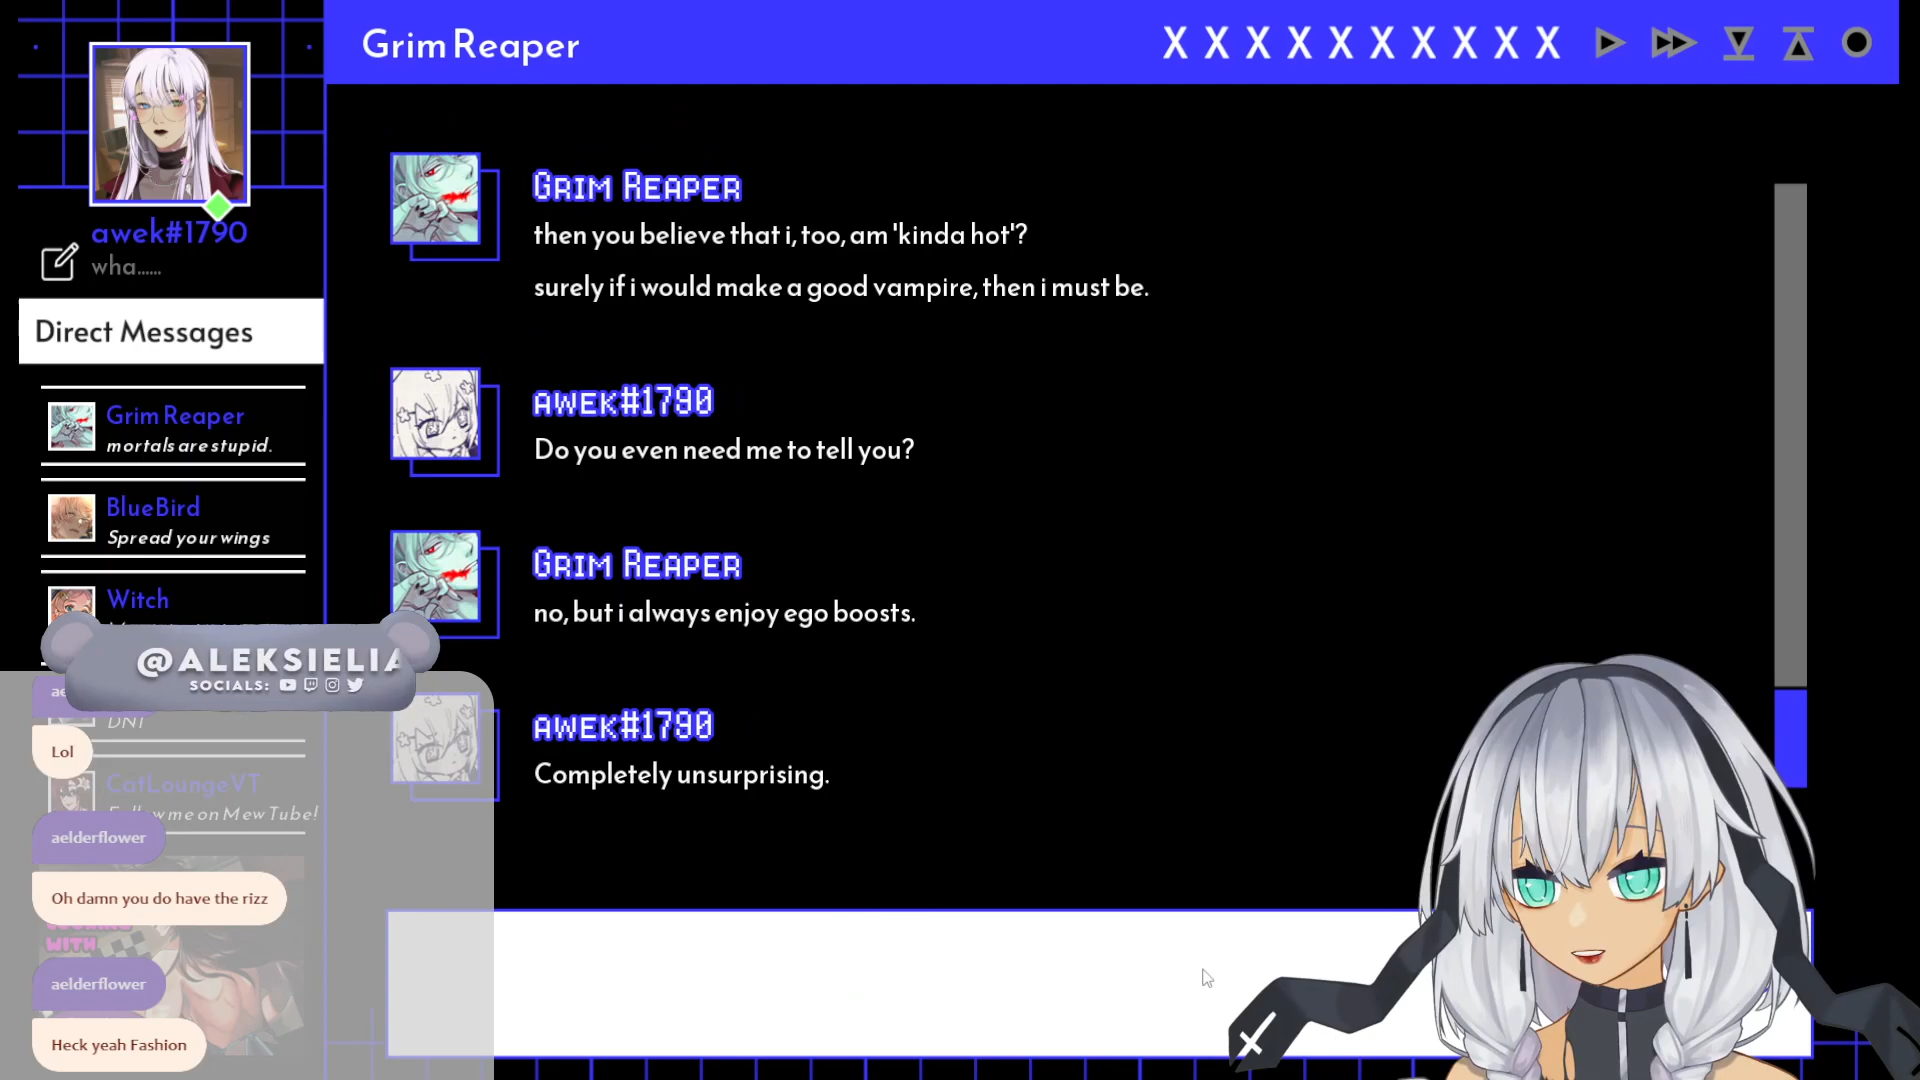 Grim Reaper
X X X X X X X X X X
awek#1790
wha......
Direct Messages
Grim Reaper
mortals are stupid.
BlueBird
Spread your wings
Witch
@ALEKSIELIA
SOCIALS:
DNI
Lol
CatLoungeVT
me on MewTube!
aelderflower
Oh damn you do have the rizz
WITH
aelderflower
Heck yeah Fashion
Grim Reaper
then you believe that i, too, am 'kinda hot'?
surely if i would make a good vampire, then i must be.
awek#1790
Do you even need me to tell you?
Grim Reaper
no, but i always enjoy ego boosts.
awek#1790
Completely unsurprising.